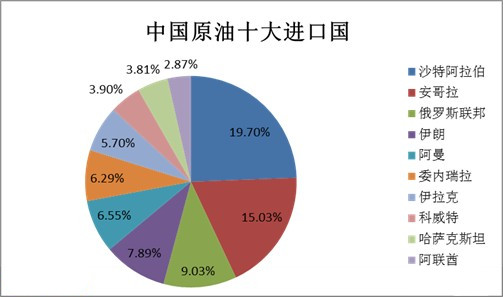 中国原油十大进口国
2.87%
3.81%
3.90%
19.70%
沙特阿拉伯
安哥拉
俄罗斯联邦
伊朗
阿曼
委内瑞拉
伊拉克
科威特
哈萨克斯坦
阿联酋
5.70%
6.29%
6.55%
15.03%
7.89%
9.03%